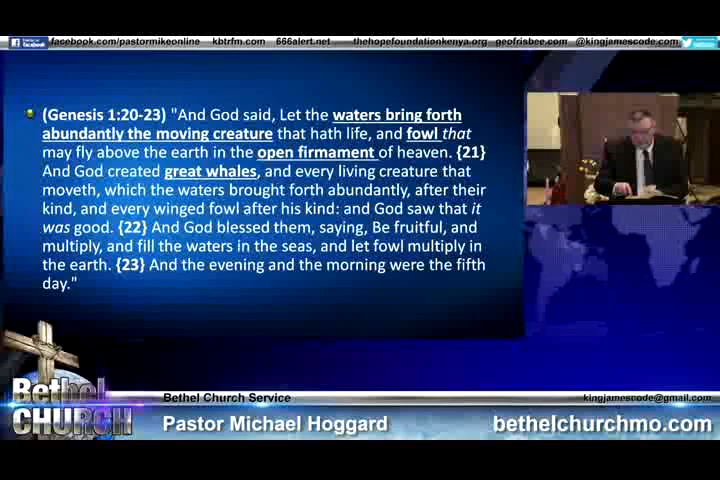 facebook.com/pastormikeonline kbtrfm.com 666alert.net thehopefoundationkenya.org geofrisbee.com @kingjamescode.com
(Genesis 1:20-23) "And God said, Let the waters bring forth
abundantly the moving creature that hath life, and fowl that
may fly above the earth in the open firmament of heaven. {21}
And God created great whales, and every living creature that
moveth, which the waters brought forth abundantly, after their
kind, and every winged fowl after his kind: and God saw that it
was good. {22} And God blessed them, saying, Be fruitful, and
multiply, and fill the waters in the seas, and let fowl multiply in
the earth. {23} And the evening and the morning were the fifth
day."
Bethel
CHURCH
Bethel Church Service
kingjamescode@gmail.com
Pastor Michael Hoggard
bethelchurchmo.com